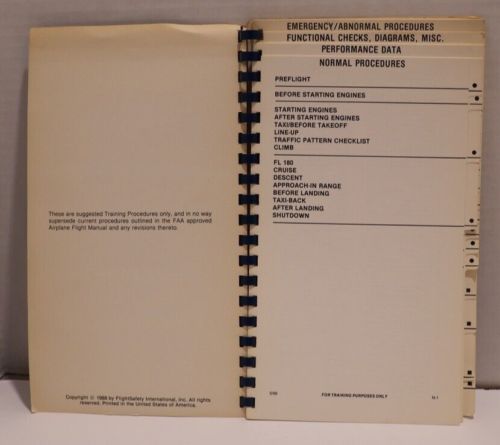 These are suggested Training Procedures only, and in no way
supersede current procedures outlined in the FAA approved
Airplane Flight Manual and any revisions thereto.
Copyright © 1988 by FlightSafety International, Inc. All rights
reserved. Printed in the United States of America.
EMERGENCY/ABNORMAL PROCEDURES
FUNCTIONAL CHECKS, DIAGRAMS, MISC.
PERFORMANCE DATA
NORMAL PROCEDURES
PREFLIGHT
BEFORE STARTING ENGINES
STARTING ENGINES
AFTER STARTING ENGINES
TAXI/BEFORE TAKEOFF
LINE-UP
TRAFFIC PATTERN CHECKLIST
CLIMB
FL 180
CRUISE
DESCENT
APPROACH-IN RANGE
BEFORE LANDING
TAXI-BACK
AFTER LANDING
SHUTDOWN
FOR TRAINING PURPOSES ONLY
N-1